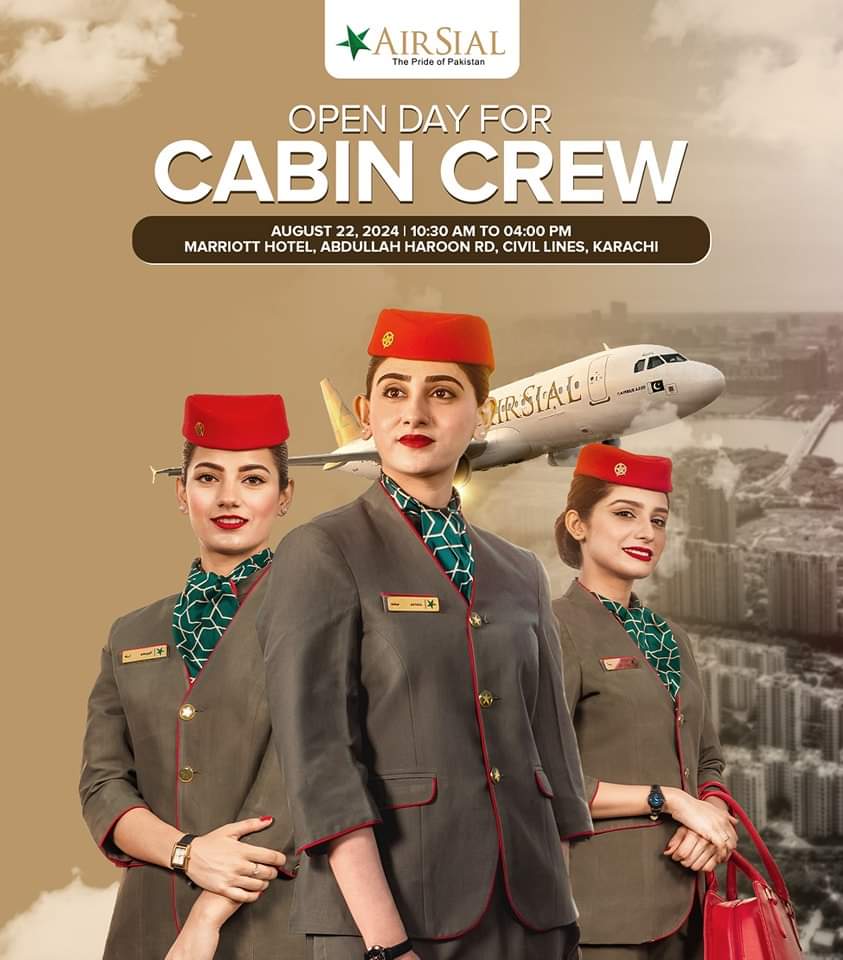 AIRSIAL
The Pride of Pakistan
OPEN DAY FOR
CABIN CREW
AUGUST 22, 2024 | 10:30 AM TO 04:00 PM
MARRIOTT HOTEL, ABDULLAH HAROON RD, CIVIL LINES, KARACHI
AIRSIAL